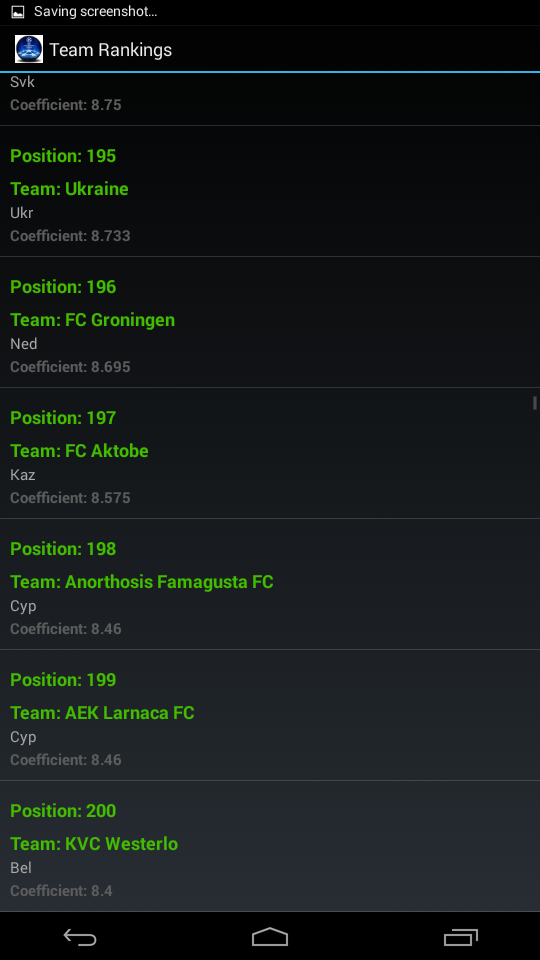 Saving screenshot...
Team Rankings
Svk
Coefficient: 8.75
Position: 195
Team: Ukraine
Ukr
Coefficient: 8.733
Position: 196
Team: FC Groningen
Ned
Coefficient: 8.695
Position: 197
Team: FC Aktobe
Kaz
Coefficient: 8.575
Position: 198
Team: Anorthosis Famagusta FC
Cyp
Coefficient: 8.46
Position: 199
Team: AEK Larnaca FC
Cyp
Coefficient: 8.46
Position: 200
Team: KVC Westerlo
Bel
Coefficient: 8.4